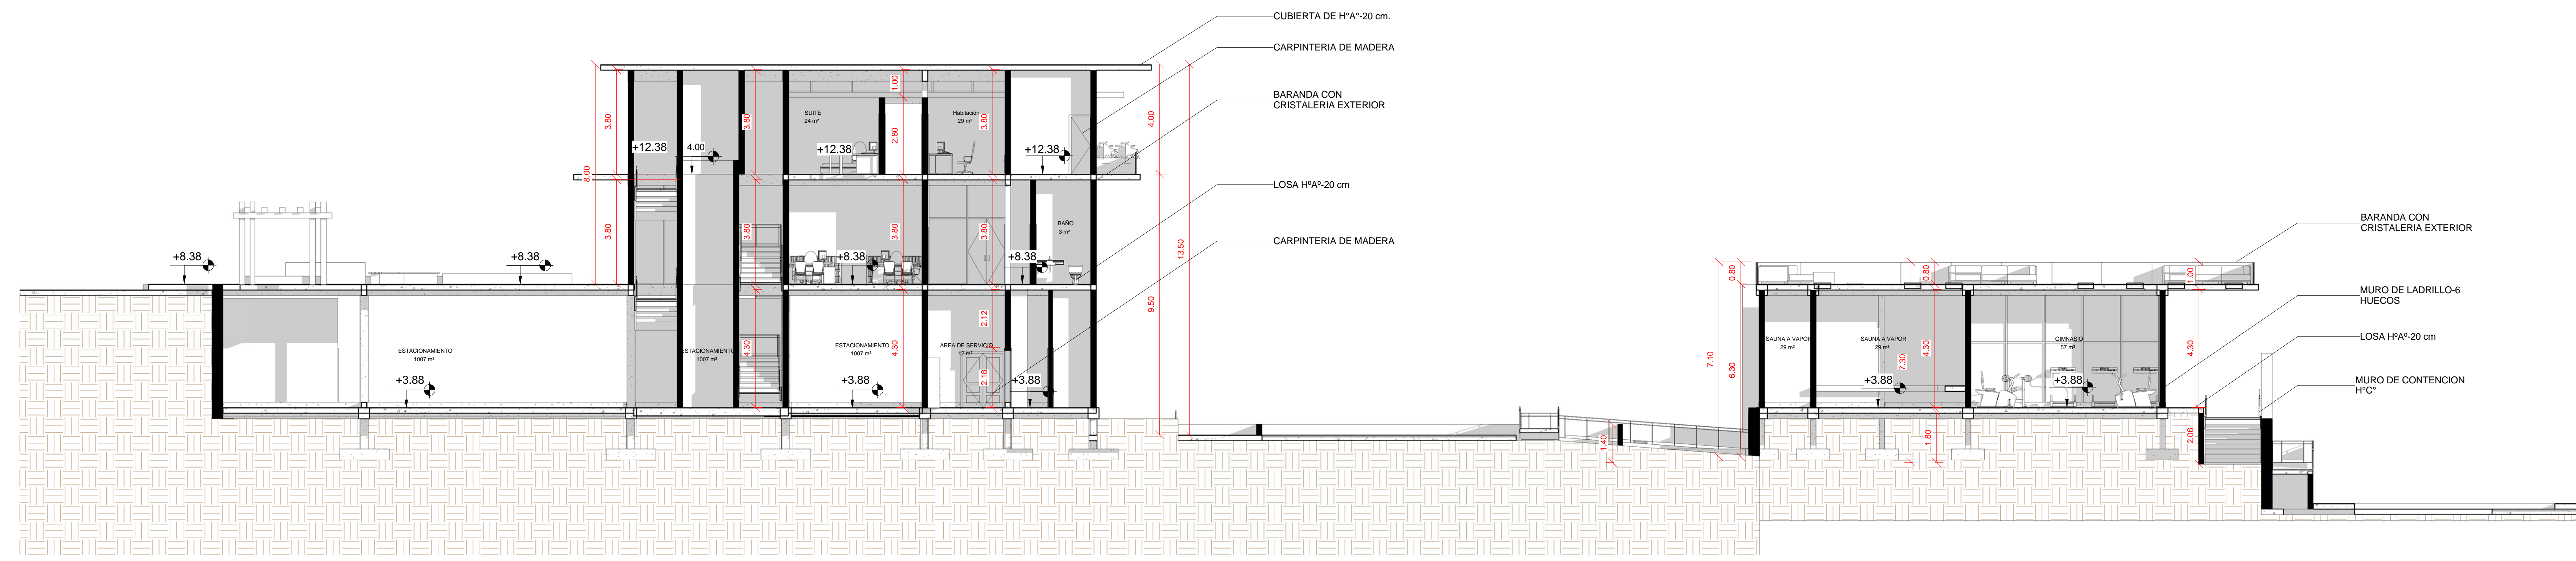 CUBIERTA DE H°A°-20 cm.
CARPINTERIA DE MADERA
BARANDA CON
CRISTALERIA EXTERIOR
LOSA HºAº-20 cm
CARPINTERIA DE MADERA
8.00
3.80
3.80
3.80
3.80
4.30
1.00
2.80
3.80
4.30
3.80
3.80
2.12
2.18
4.00
9.50
13.50
SUITE
24 m²
Habitación
29 m²
+12.38
4.00
+12.38
+12.38
BAÑO
3 m²
+8.38
+8.38
+8.38
+8.38
ESTACIONAMIENTO
1007 m²
ESTACIONAMIENTO
1007 m²
ESTACIONAMIENTO
1007 m²
AREA DE SERVICIO
12 m²
+3.88
+3.88
+3.88
1.40
7.10
6.30
0.80
7.30
0.80
4.30
1.80
1.00
4.30
2.06
SAUNA A VAPOR
29 m²
SAUNA A VAPOR
29 m²
GIMNASIO
57 m²
+3.88
+3.88
BARANDA CON
CRISTALERIA EXTERIOR
MURO DE LADRILLO-6
HUECOS
LOSA HºAº-20 cm
MURO DE CONTENCION
H°C°